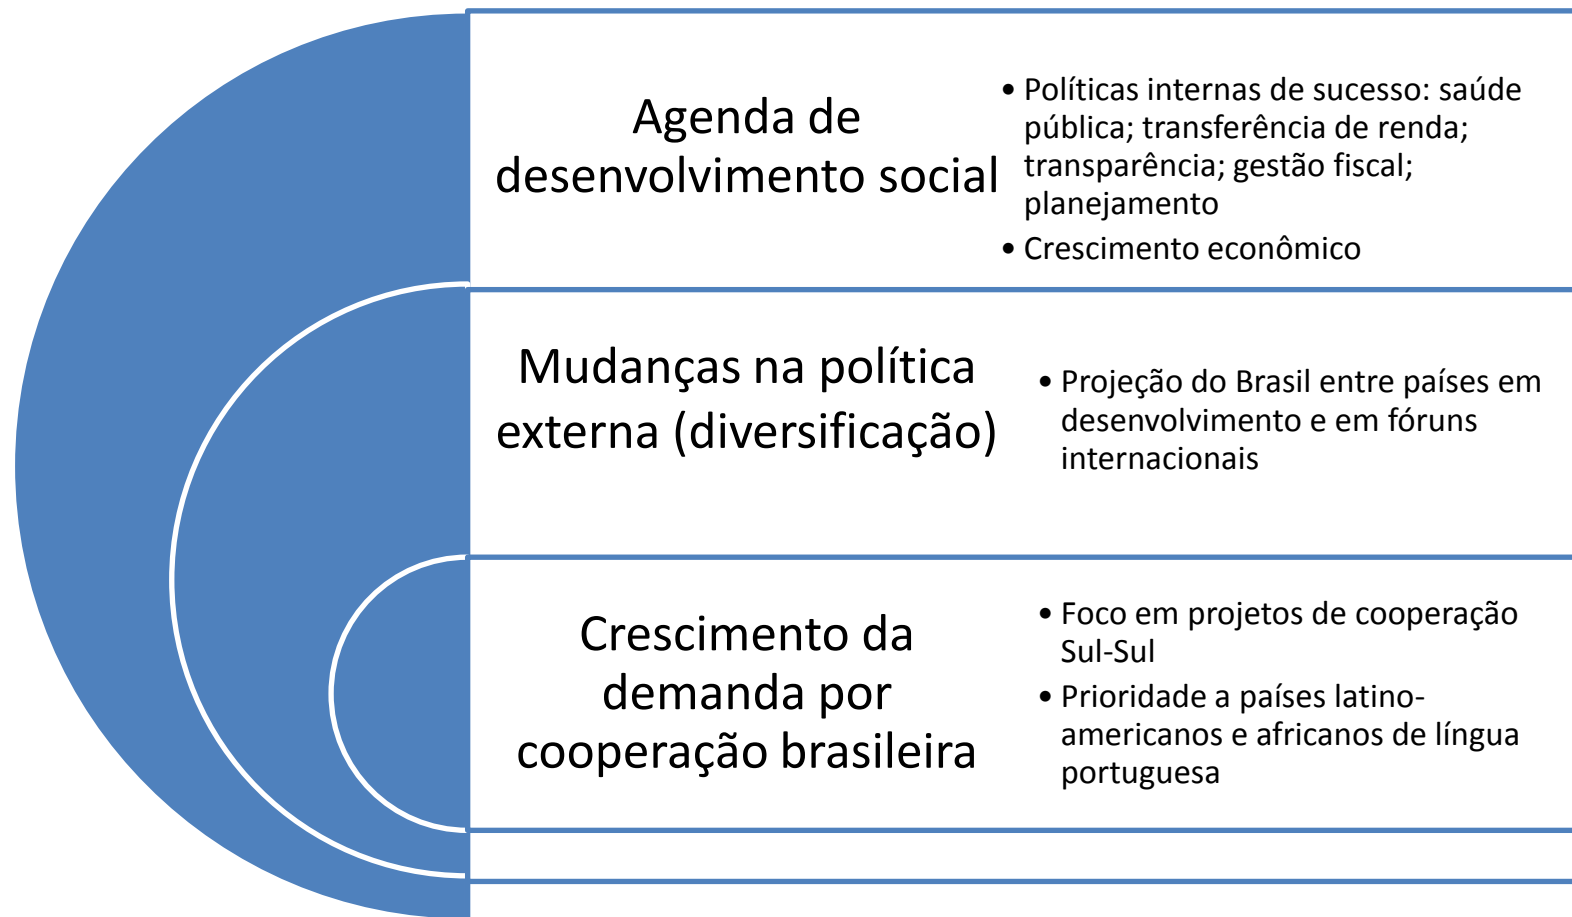 Agenda de
desenvolvimento social
• Políticas internas de sucesso: saúde
pública; transferência de renda;
transparência; gestão fiscal;
planejamento
• Crescimento econômico
Mudanças na política
externa (diversificação)
• Projeção do Brasil entre países em
desenvolvimento e em fóruns
internacionais
Crescimento da
demanda por
cooperação brasileira
• Foco em projetos de cooperação
Sul-Sul
• Prioridade a países latino-
americanos e africanos de língua
portuguesa